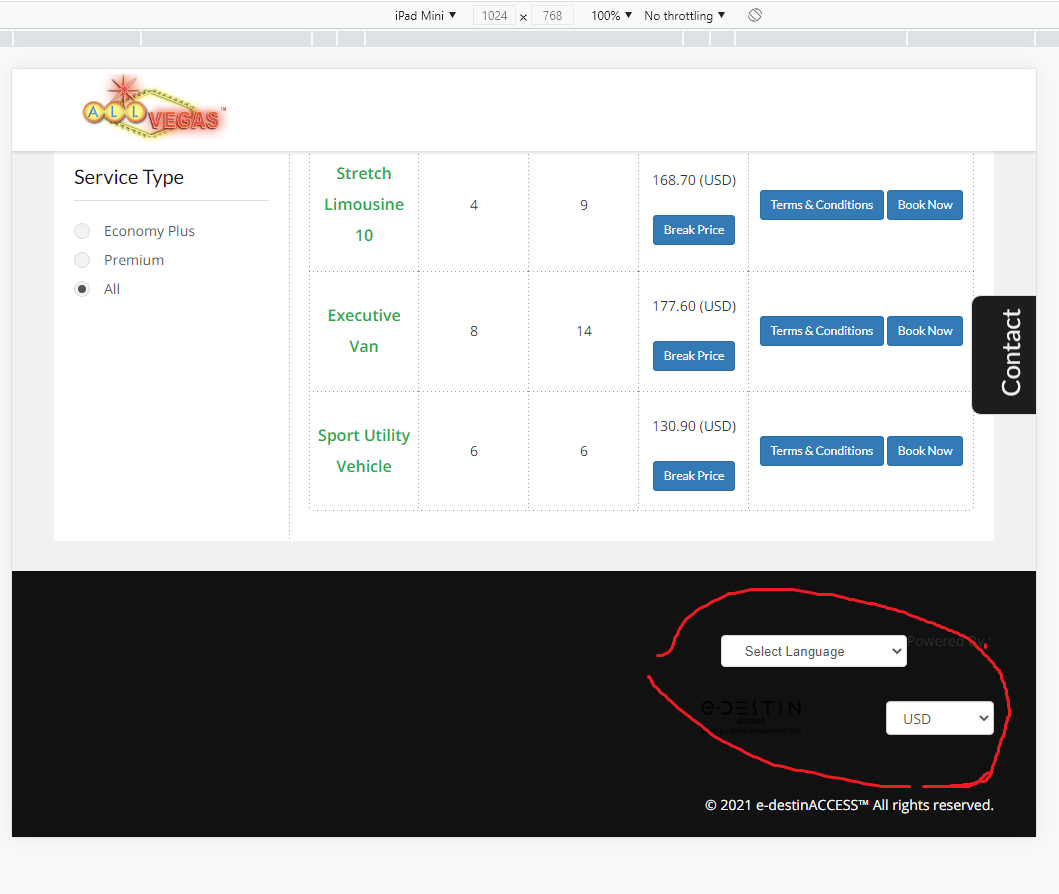 iPad Mini ▼ 1024 × 768 100% ▼ No throttling ▼
ALL VEGAS™
Service Type
Economy Plus
Premium
All
Stretch
Limousine
10
4
9
168.70 (USD)
Break Price
Terms & Conditions
Book Now
Executive
Van
8
14
177.60 (USD)
Break Price
Terms & Conditions
Book Now
Sport Utility
Vehicle
6
6
130.90 (USD)
Break Price
Terms & Conditions
Book Now
Contact
Select Language
Powered By :
e-DESTIN
USD
© 2021 e-destinACCESS™ All rights reserved.